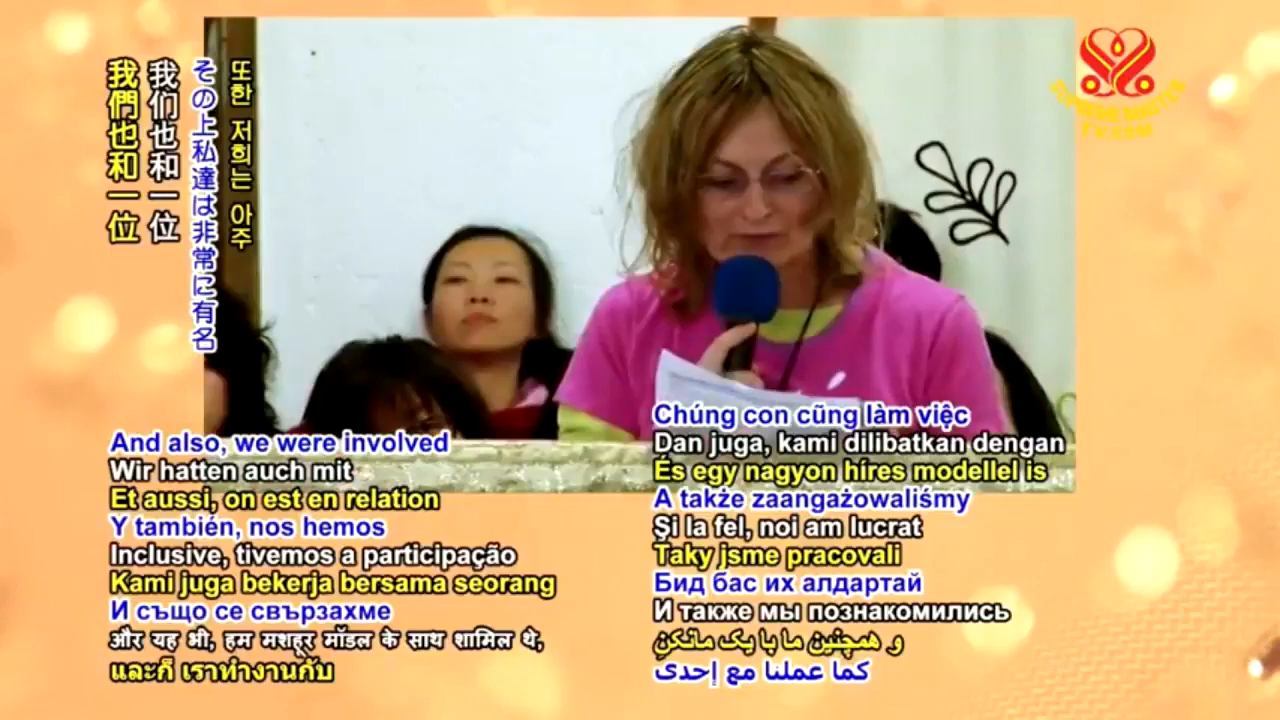 我們也和一位
我们也和一位
その上私達は非常に有名
또한 저희는 아주
SUPREME MASTER
TV.COM
And also, we were involved
Wir hatten auch mit
Et aussi, on est en relation
Y también, nos hemos
Inclusive, tivemos a participação
Kami juga bekerja bersama seorang
И също се свързахме
और यह भी, हम मशहूर मॉडल के साथ शामिल थे,
และก็ เราทำงานกับ
Chúng con cũng làm việc
Dan juga, kami dilibatkan dengan
És egy nagyon híres modellel is
A także zaangażowaliśmy
Şi la fel, noi am lucrat
Taky jsme pracovali
Бид бас их алдартай
И также мы познакомились
و همچنین ما با یک مانکنِ
كما عملنا مع إحدى